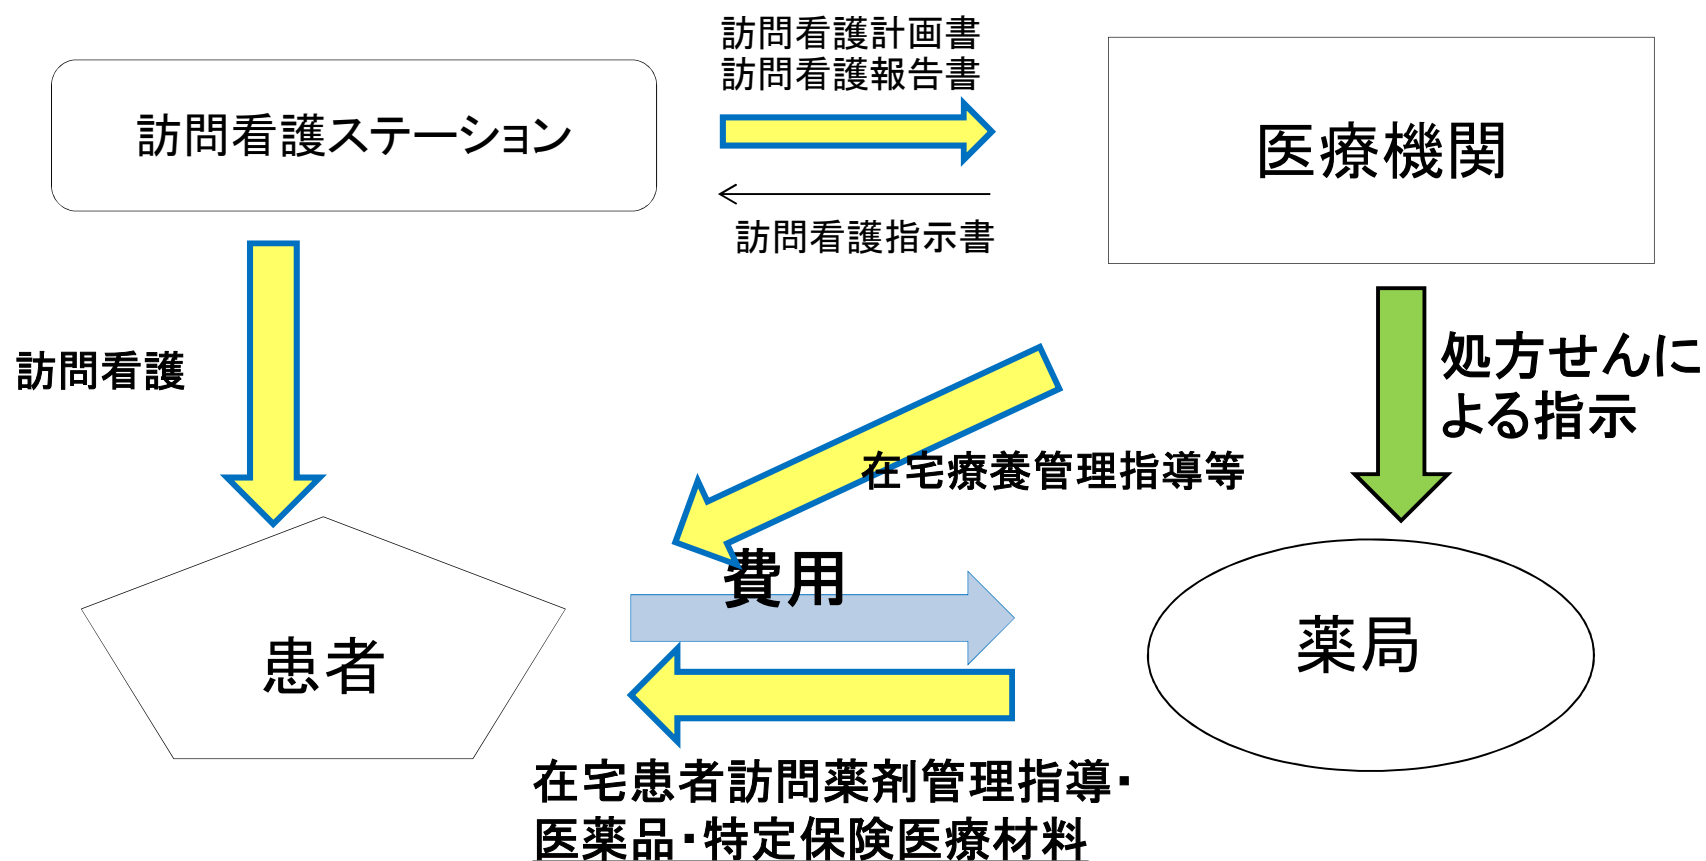 訪問看護計画書
訪問看護報告書
訪問看護ステーション
医療機関
訪問看護指示書
訪問看護
処方せんに
よる指示
在宅療養管理指導等
費用
患者
薬局
在宅患者訪問薬剤管理指導・
医薬品・特定保険医療材料